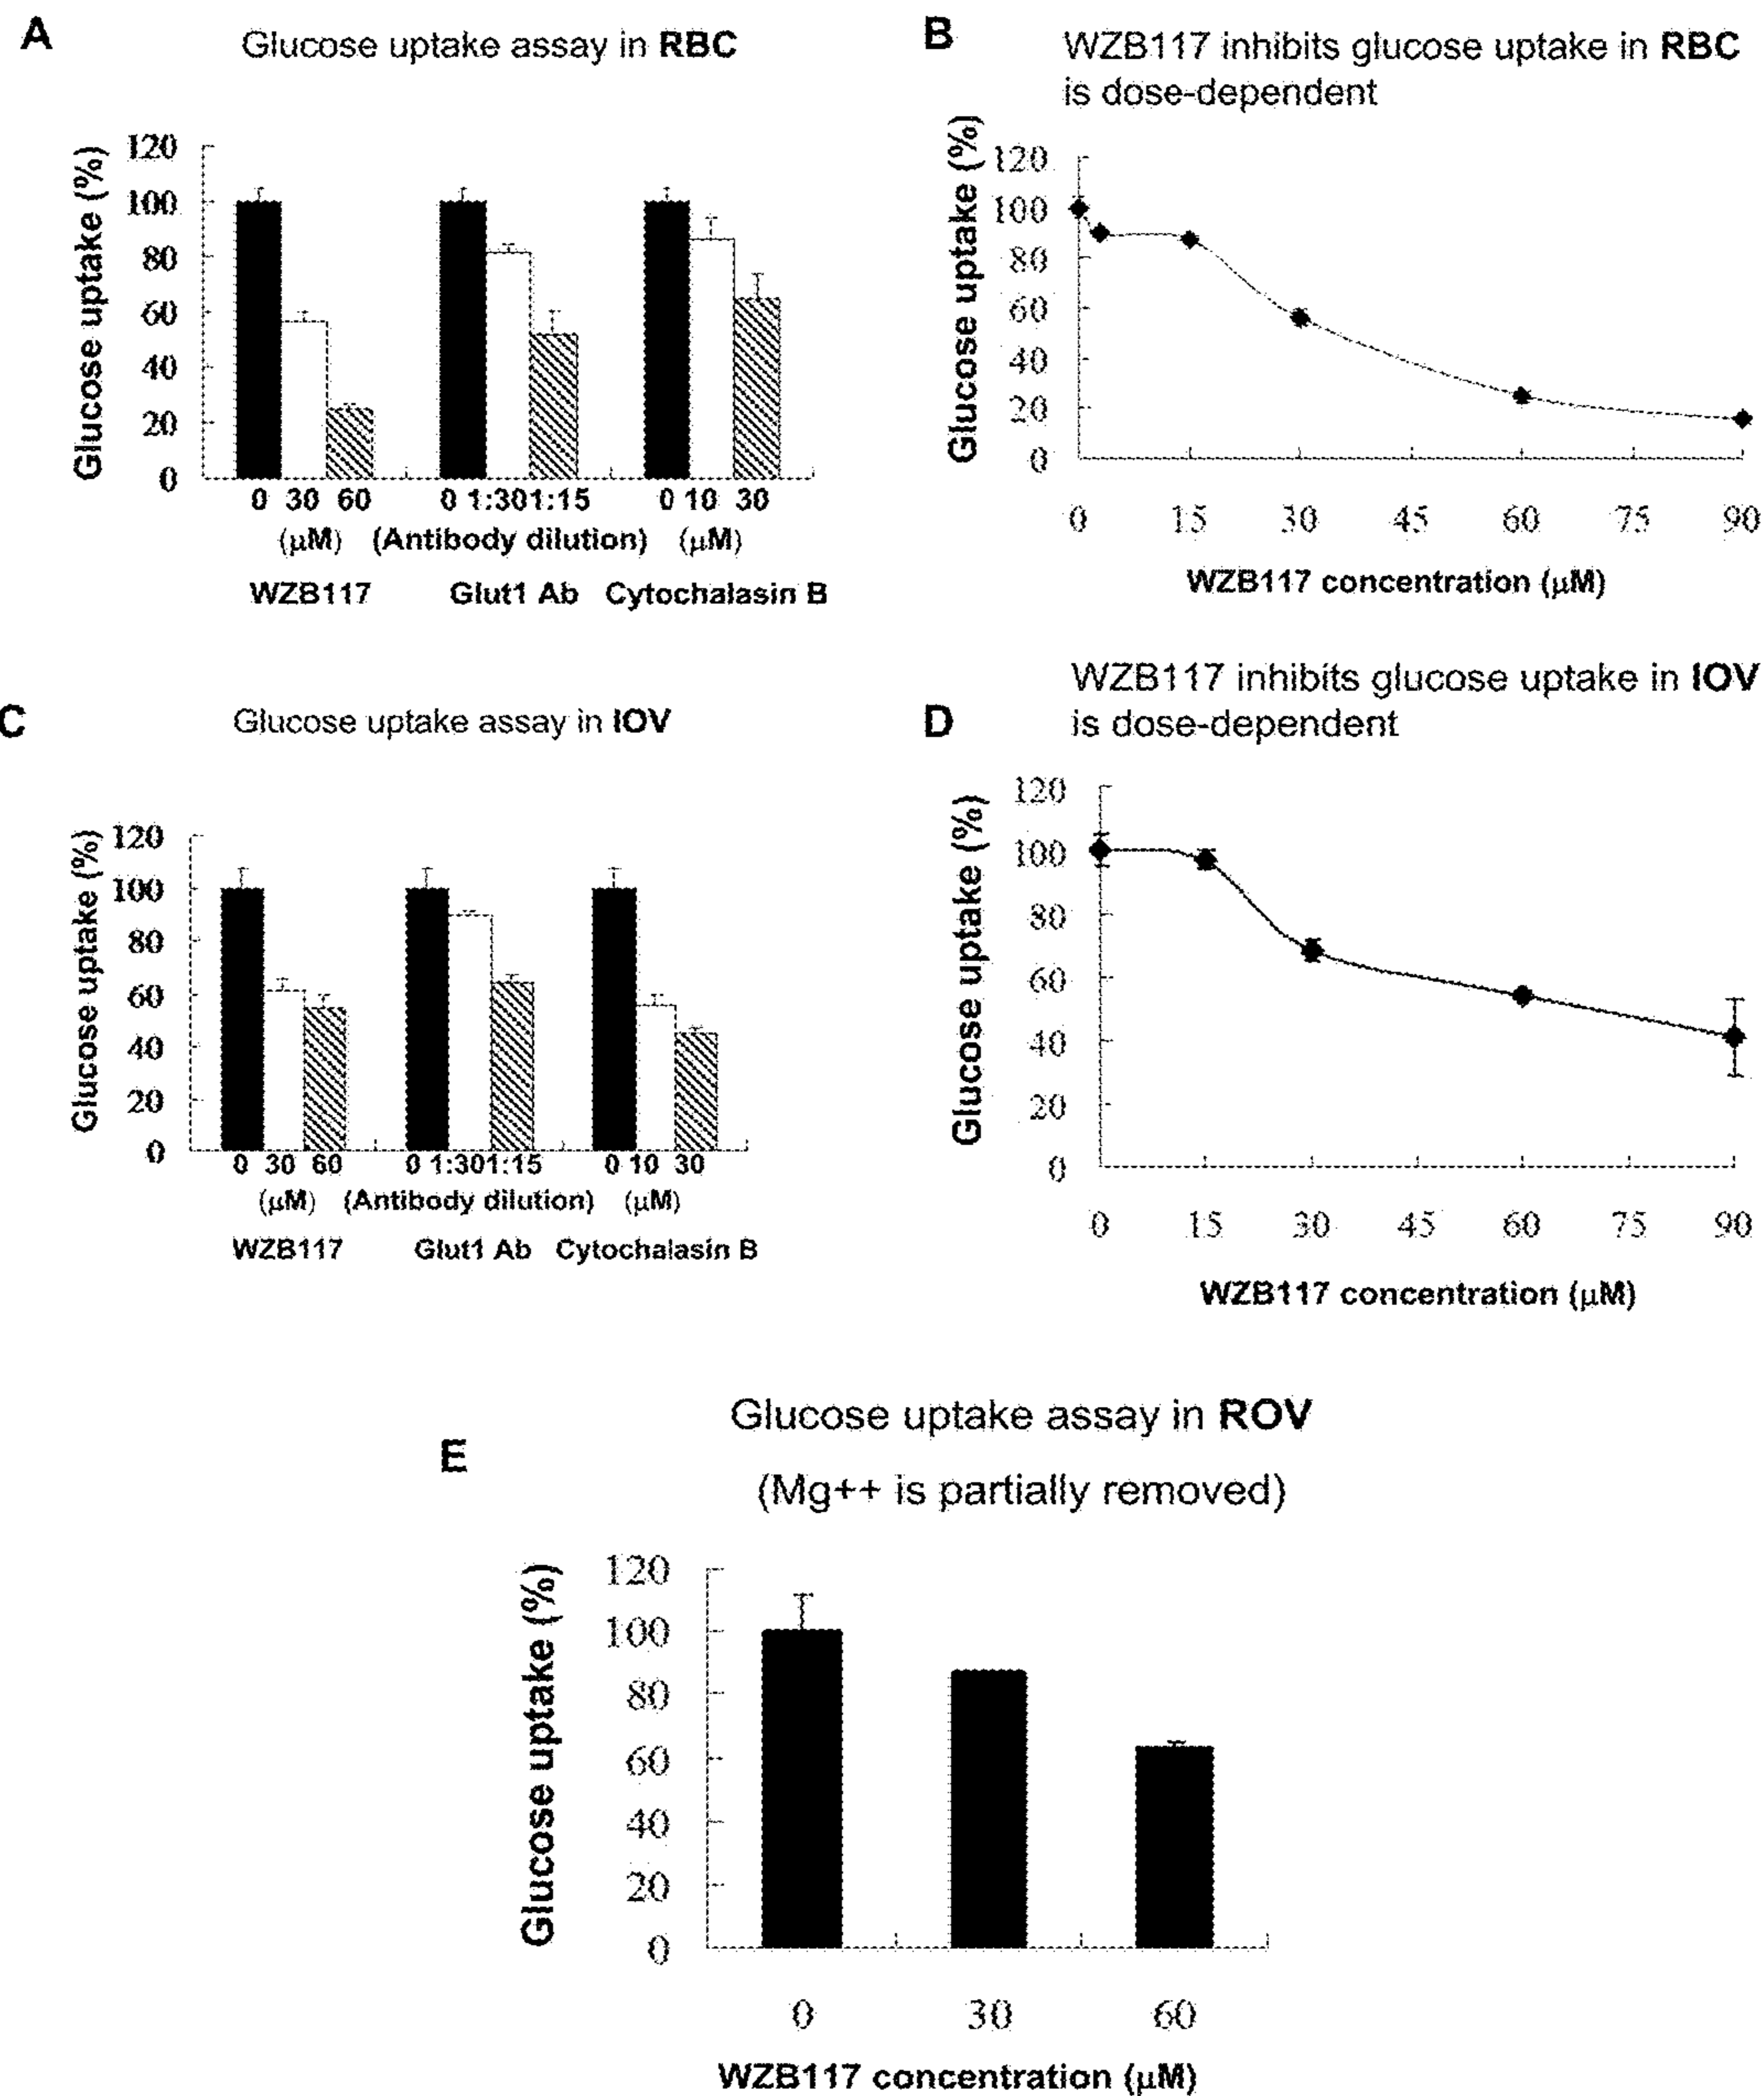 A
Glucose uptake assay in RBC
Glucose uptake (%)
120
100
80
60
40
20
0
0 30 60 0 1:30 1:15 0 10 30
(μM) (Antibody dilution) (μM)
WZB117 Glut1 Ab Cytochalasin B
B
WZB117 inhibits glucose uptake in RBC
is dose-dependent
Glucose uptake (%)
120
100
80
60
40
20
0
0 15 30 45 60 75 90
WZB117 concentration (μM)
C
Glucose uptake assay in IOV
Glucose uptake (%)
120
100
80
60
40
20
0
0 30 60 0 1:30 1:15 0 10 30
(μM) (Antibody dilution) (μM)
WZB117 Glut1 Ab Cytochalasin B
D
WZB117 inhibits glucose uptake in IOV
is dose-dependent
Glucose uptake (%)
120
100
80
60
40
20
0
0 15 30 45 60 75 90
WZB117 concentration (μM)
E
Glucose uptake assay in ROV
(Mg++ is partially removed)
Glucose uptake (%)
120
100
80
60
40
20
0
0 30 60
WZB117 concentration (μM)